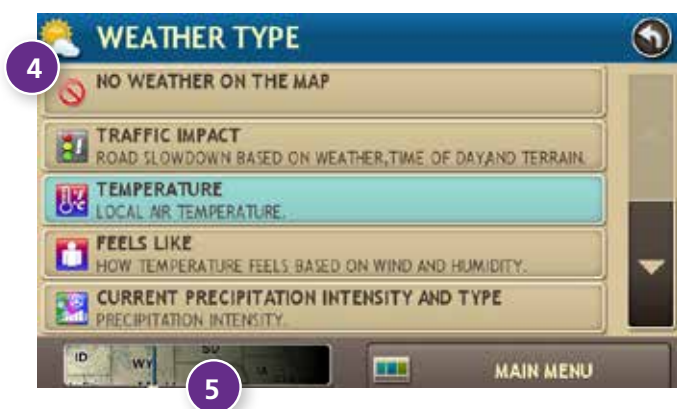 WEATHER TYPE
4
NO WEATHER ON THE MAP
TRAFFIC IMPACT
ROAD SLOWDOWN BASED ON WEATHER,TIME OF DAY,AND TERRAIN.
TEMPERATURE
LOCAL AIR TEMPERATURE.
FEELS LIKE
HOW TEMPERATURE FEELS BASED ON WIND AND HUMIDITY.
CURRENT PRECIPITATION INTENSITY AND TYPE
PRECIPITATION INTENSITY.
ID WY SD IA
MAIN MENU
5